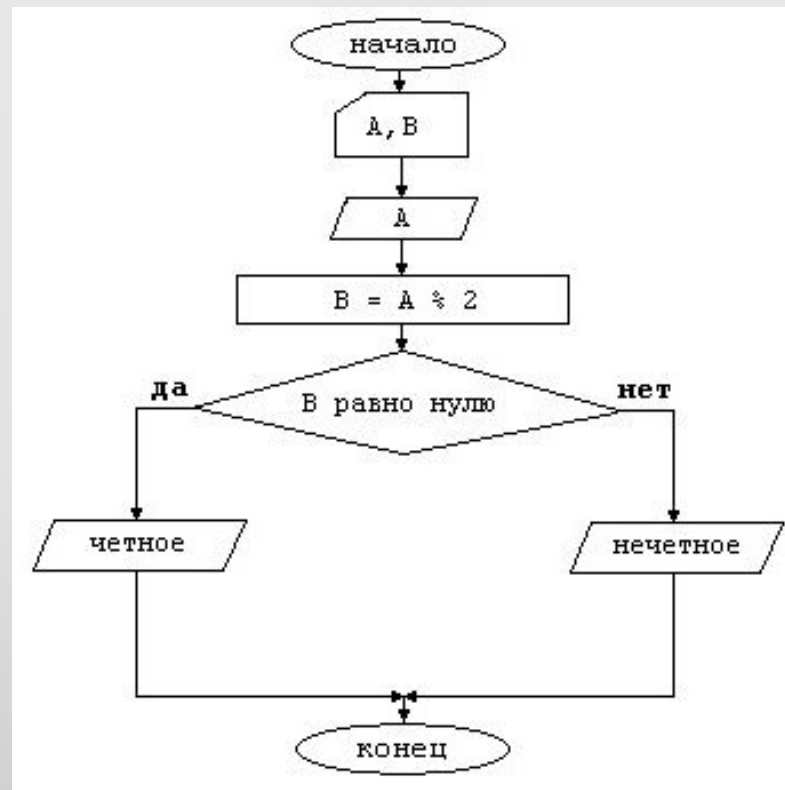 начало
А,В
А
В = А % 2
да
В равно нулю
нет
четное
нечетное
конец